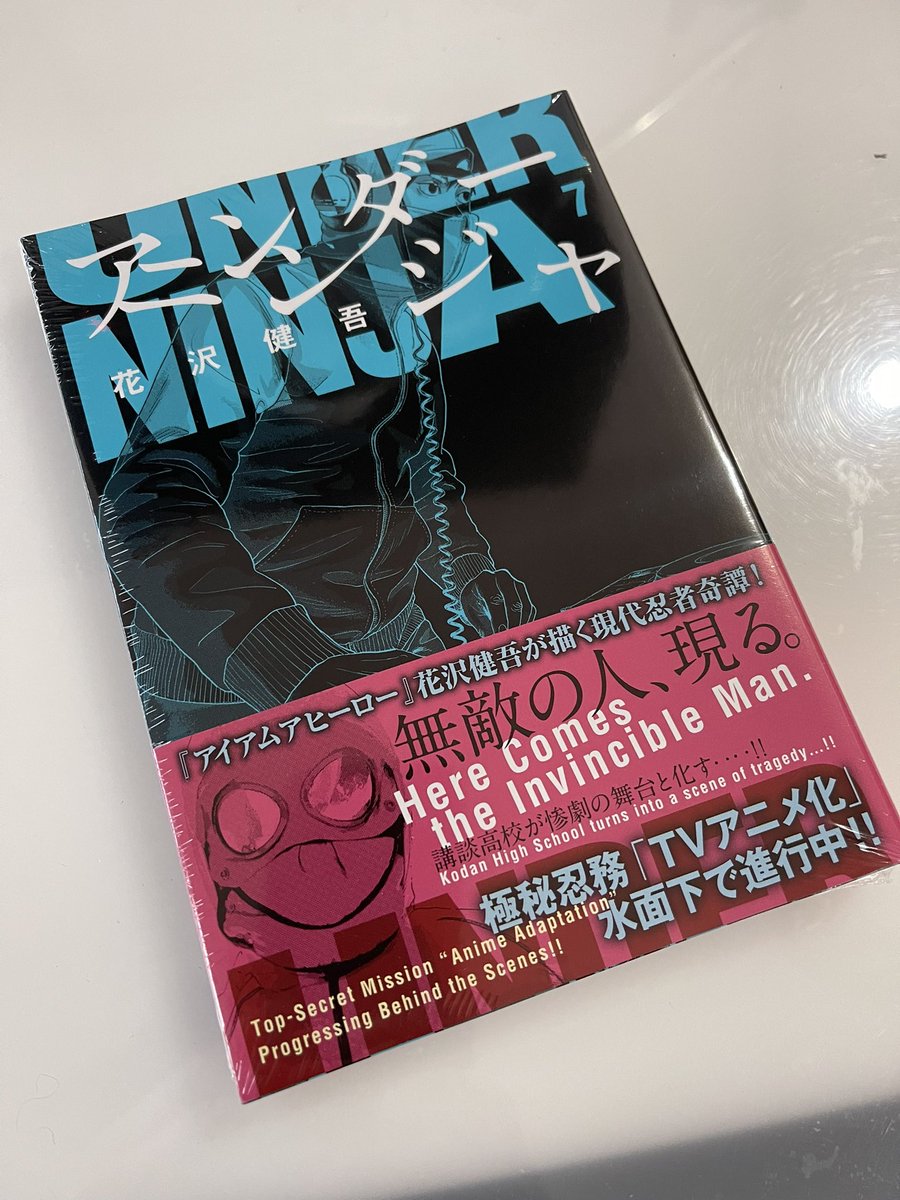 UNDER
NINJA
7
アンダー
ニンジャ
花沢健吾
『アイアムアヒーロー』花沢健吾が描く現代忍者奇譚!
無敵の人、現る。
Here Comes
the Invincible Man.
講談高校が惨劇の舞台と化す‥‥!!
Kodan High School turns into a scene of tragedy...!!
極秘忍務「TVアニメ化」
水面下で進行中!!
Top-Secret Mission “Anime Adaptation”
Progressing Behind the Scenes!!
UNDER